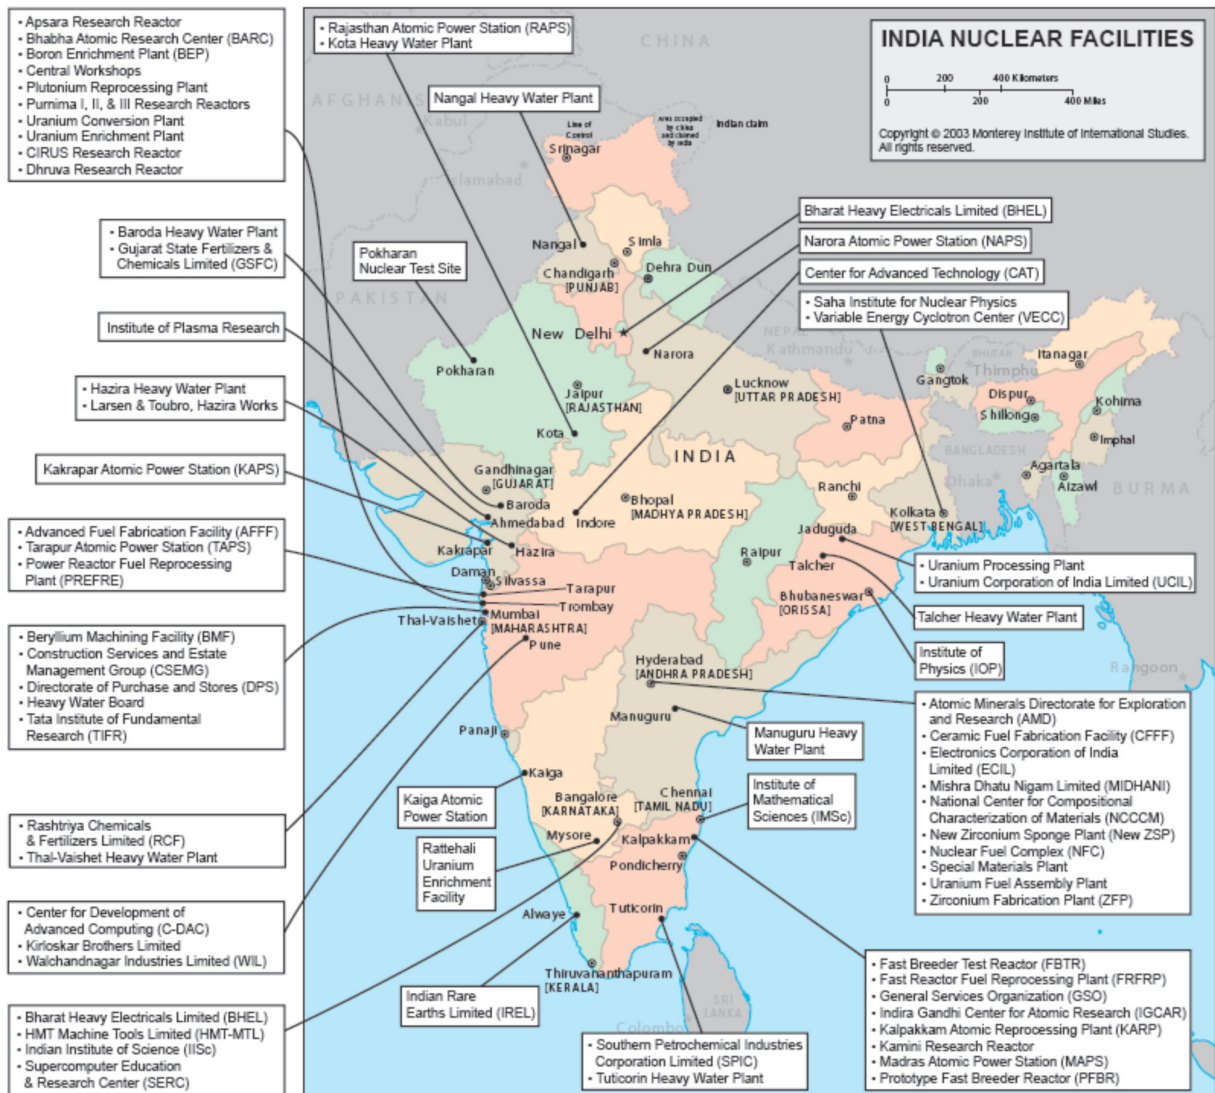 • Apsara Research Reactor
• Bhabha Atomic Research Center (BARC)
• Boron Enrichment Plant (BEP)
• Central Workshops
• Plutonium Reprocessing Plant
• Purnima I, II, & III Research Reactors
• Uranium Conversion Plant
• Uranium Enrichment Plant
• CIRUS Research Reactor
• Dhruva Research Reactor
• Rajasthan Atomic Power Station (RAPS)
• Kota Heavy Water Plant
INDIA NUCLEAR FACILITIES
0 200 400 Kilometers
0 200 400 Miles
Copyright © 2003 Monterey Institute of International Studies.
All rights reserved.
CHINA
AFGHANIS
Kabul
Nangal Heavy Water Plant
Line of
Control
Area occupied
by china
and claimed
by india
Indian claim
Srinagar
Islamabad
• Baroda Heavy Water Plant
• Gujarat State Fertilizers &
Chemicals Limited (GSFC)
Pokharan
Nuclear Test Site
PAKISTAN
Nangal
Simla
Chandigarh
[PUNJAB]
Dehra Dun
New Delhi
Bharat Heavy Electricals Limited (BHEL)
Narora Atomic Power Station (NAPS)
Center for Advanced Technology (CAT)
• Saha Institute for Nuclear Physics
• Variable Energy Cyclotron Center (VECC)
Institute of Plasma Research
NEPAL
Kathmandu
BHUTAN
Thimphu
Itanagar
Narora
Pokharan
Gangtok
Lucknow
[UTTAR PRADESH]
• Hazira Heavy Water Plant
• Larsen & Toubro, Hazira Works
Jaipur
[RAJASTHAN]
Dispur
Kohima
Shillong
Patna
Kota
Imphal
INDIA
BANGLADESH
Kakrapar Atomic Power Station (KAPS)
Gandhinagar
[GUJARAT]
Agartala
Dhaka
Aizawl
BURMA
Ranchi
Baroda
Bhopal
[MADHYA PRADESH]
Kolkata
[WEST BENGAL]
Ahmedabad
Indore
Jaduguda
• Advanced Fuel Fabrication Facility (AFFF)
• Tarapur Atomic Power Station (TAPS)
• Power Reactor Fuel Reprocessing
Plant (PREFRE)
Kakrapar
Hazira
Raipur
Talcher
• Uranium Processing Plant
• Uranium Corporation of India Limited (UCIL)
Daman
Silvassa
Tarapur
Bhubaneswar
[ORISSA]
Trombay
Mumbai
[MAHARASHTRA]
Thal-Vaishet
Talcher Heavy Water Plant
• Beryllium Machining Facility (BMF)
• Construction Services and Estate
Management Group (CSEMG)
• Directorate of Purchase and Stores (DPS)
• Heavy Water Board
• Tata Institute of Fundamental
Research (TIFR)
Pune
Institute of
Physics (IOP)
Hyderabad
[ANDHRA PRADESH]
Rangoon
• Atomic Minerals Directorate for Exploration
and Research (AMD)
• Ceramic Fuel Fabrication Facility (CFFF)
• Electronics Corporation of India
Limited (ECIL)
• Mishra Dhatu Nigam Limited (MIDHANI)
• National Center for Compositional
Characterization of Materials (NCCCM)
• New Zirconium Sponge Plant (New ZSP)
• Nuclear Fuel Complex (NFC)
• Special Materials Plant
• Uranium Fuel Assembly Plant
• Zirconium Fabrication Plant (ZFP)
Manuguru
Manuguru Heavy
Water Plant
Panaji
Kaiga
Kaiga Atomic
Power Station
Bangalore
[KARNATAKA]
Chennai
[TAMIL NADU]
Institute of
Mathematical
Sciences (IMSc)
• Rashtriya Chemicals
& Fertilizers Limited (RCF)
• Thal-Vaishet Heavy Water Plant
Mysore
Kalpakkam
Rattehali
Uranium
Enrichment
Facility
Pondicherry
• Center for Development of
Advanced Computing (C-DAC)
• Kirloskar Brothers Limited
• Walchandnagar Industries Limited (WIL)
Alwaye
Tuticorin
Thiruvananthapuram
[KERALA]
Indian Rare
Earths Limited (IREL)
SRI
LANKA
Colombo
• Bharat Heavy Electricals Limited (BHEL)
• HMT Machine Tools Limited (HMT-MTL)
• Indian Institute of Science (IISc)
• Supercomputer Education
& Research Center (SERC)
• Southern Petrochemical Industries
Corporation Limited (SPIC)
• Tuticorin Heavy Water Plant
• Fast Breeder Test Reactor (FBTR)
• Fast Reactor Fuel Reprocessing Plant (FRFRP)
• General Services Organization (GSO)
• Indira Gandhi Center for Atomic Research (IGCAR)
• Kalpakkam Atomic Reprocessing Plant (KARP)
• Kamini Research Reactor
• Madras Atomic Power Station (MAPS)
• Prototype Fast Breeder Reactor (PFBR)